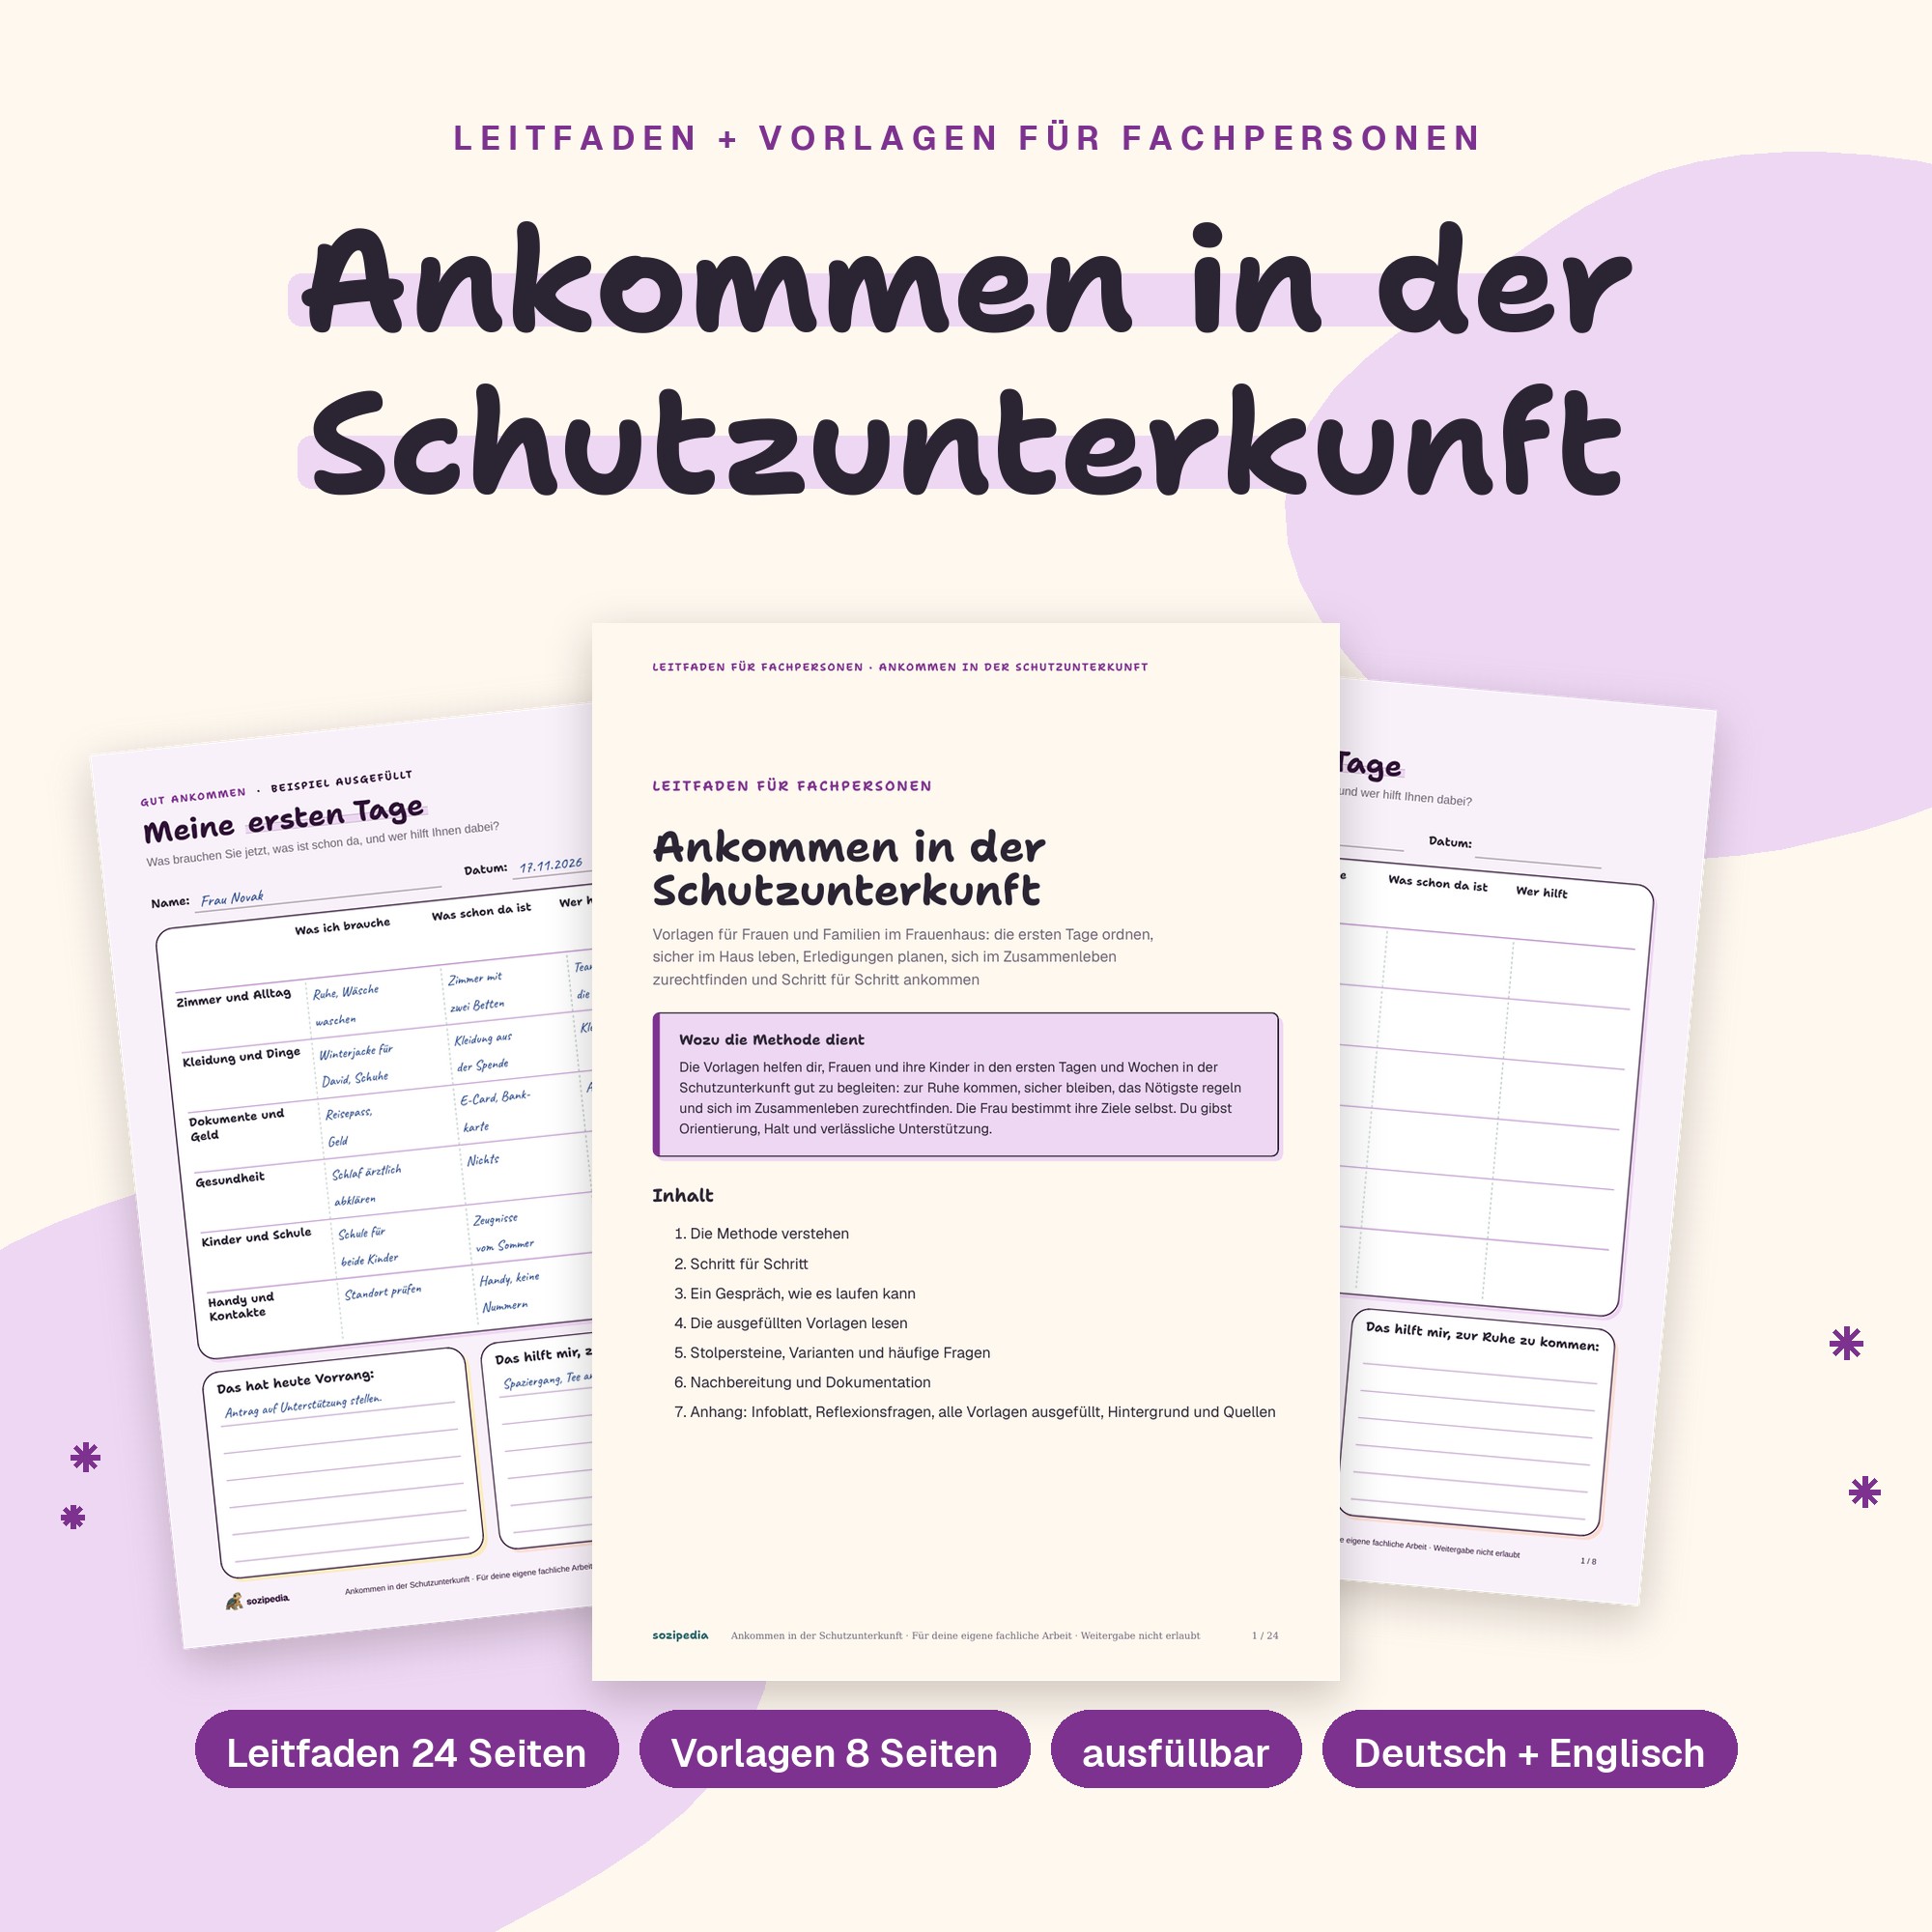 LEITFADEN + VORLAGEN FÜR FACHPERSONEN
Ankommen in der
Schutzunterkunft
GUT ANKOMMEN · BEISPIEL AUSGEFÜLLT
Meine ersten Tage
Was brauchen Sie jetzt, was ist schon da, und wer hilft Ihnen dabei?
Name: Frau Novak Datum: 17.11.2026
Was ich brauche Was schon da ist Wer
Zimmer und Alltag Ruhe, Wäsche waschen Zimmer mit zwei Betten
Kleidung und Dinge Winterjacke für David, Schuhe Kleidung aus der Spende
Dokumente und Geld Reisepass, Geld E-Card, Bank-karte
Gesundheit Schlaf ärztlich abklären Nichts
Kinder und Schule Schule für beide Kinder Zeugnisse vom Sommer
Handy und Kontakte Standort prüfen Handy, keine Nummern
Das hat heute Vorrang:
Antrag auf Unterstützung stellen.
Das hilft mir,
Spaziergang, Tee
sozipedia Ankommen in der Schutzunterkunft · Für deine eigene fachliche Arbeit
LEITFADEN FÜR FACHPERSONEN · ANKOMMEN IN DER SCHUTZUNTERKUNFT
LEITFADEN FÜR FACHPERSONEN
Ankommen in der
Schutzunterkunft
Vorlagen für Frauen und Familien im Frauenhaus: die ersten Tage ordnen,
sicher im Haus leben, Erledigungen planen, sich im Zusammenleben
zurechtfinden und Schritt für Schritt ankommen
Wozu die Methode dient
Die Vorlagen helfen dir, Frauen und ihre Kinder in den ersten Tagen und Wochen in der
Schutzunterkunft gut zu begleiten: zur Ruhe kommen, sicher bleiben, das Nötigste regeln
und sich im Zusammenleben zurechtfinden. Die Frau bestimmt ihre Ziele selbst. Du gibst
Orientierung, Halt und verlässliche Unterstützung.
Inhalt
1. Die Methode verstehen
2. Schritt für Schritt
3. Ein Gespräch, wie es laufen kann
4. Die ausgefüllten Vorlagen lesen
5. Stolpersteine, Varianten und häufige Fragen
6. Nachbereitung und Dokumentation
7. Anhang: Infoblatt, Reflexionsfragen, alle Vorlagen ausgefüllt, Hintergrund und Quellen
sozipedia Ankommen in der Schutzunterkunft · Für deine eigene fachliche Arbeit · Weitergabe nicht erlaubt 1 / 24
Tage
und wer hilft Ihnen dabei?
Datum:
Was schon da ist Wer hilft
Das hilft mir, zur Ruhe zu kommen:
eigene fachliche Arbeit · Weitergabe nicht erlaubt 1 / 8
Leitfaden 24 Seiten
Vorlagen 8 Seiten
ausfüllbar
Deutsch + Englisch